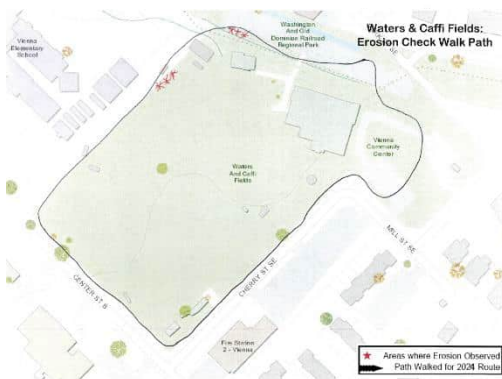 Waters & Caffi Fields:
Erosion Check Walk Path
Washington
And Old
Dominion Railroad
Regional Park
Vienna
Elementary
School
Vienna
Community
Center
Waters
And Caffi
Fields
MILL ST SE
CHERRY ST SE
CENTER ST S
Fire Station
2 - Vienna
Areas where Erosion Observed
Path Walked for 2024 Route